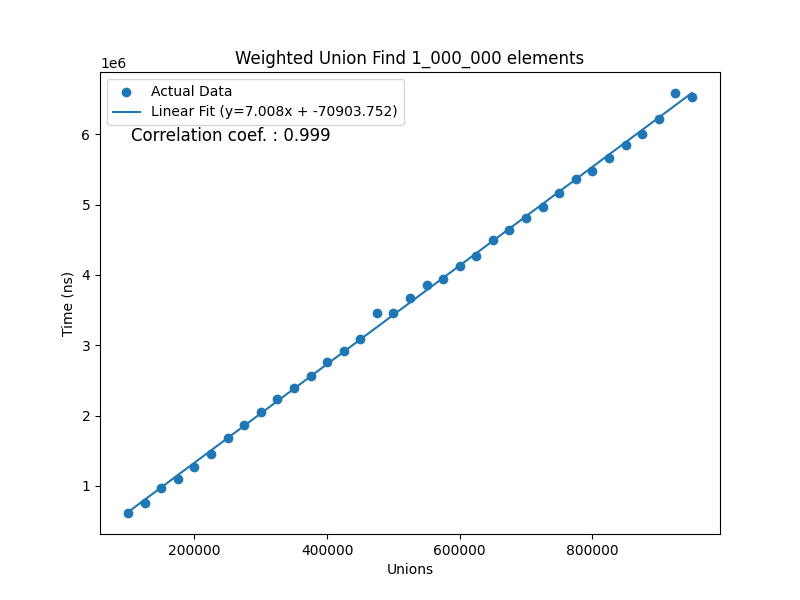 Weighted Union Find 1_000_000 elements
1e6
Actual Data
Linear Fit (y=7.008x + -70903.752)
Correlation coef. : 0.999
6
5
4
3
2
1
Time (ns)
200000 400000 600000 800000
Unions